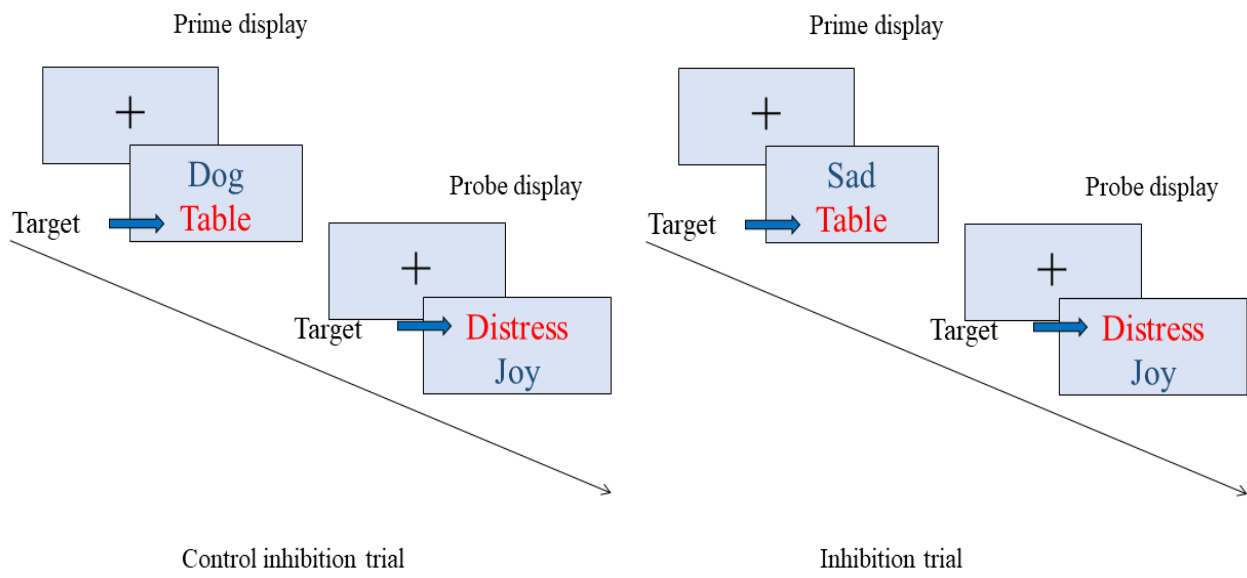 Prime display
Dog
Target
Table
Probe display
Target
Distress
Joy
Control inhibition trial
Prime display
Sad
Target
Table
Probe display
Target
Distress
Joy
Inhibition trial